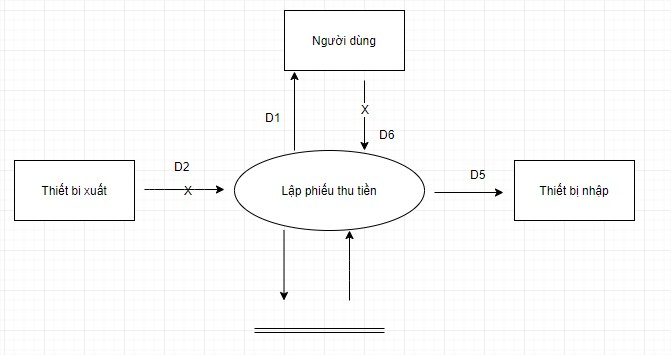 Người dùng
D1
X
D6
Thiết bi xuất
D2
X
Lập phiếu thu tiền
D5
Thiết bị nhập